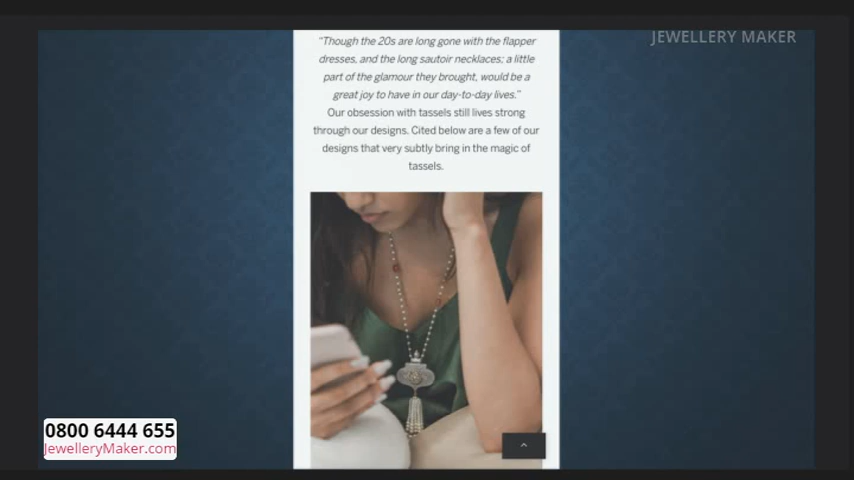 JEWELLERY MAKER
"Though the 20s are long gone with the flapper
dresses, and the long sautoir necklaces; a little
part of the glamour they brought, would be a
great joy to have in our day-to-day lives."
Our obsession with tassels still lives strong
through our designs. Cited below are a few of our
designs that very subtly bring in the magic of
tassels.
0800 6444 655
JewelleryMaker.com